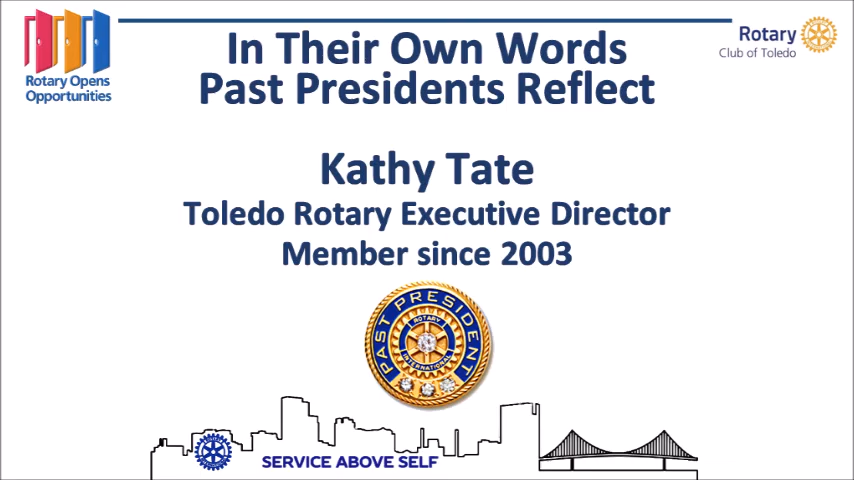 Rotary Opens
Opportunities
Rotary
Club of Toledo
In Their Own Words
Past Presidents Reflect
Kathy Tate
Toledo Rotary Executive Director
Member since 2003
PAST PRESIDENT
ROTARY
INTERNATIONAL
SERVICE ABOVE SELF